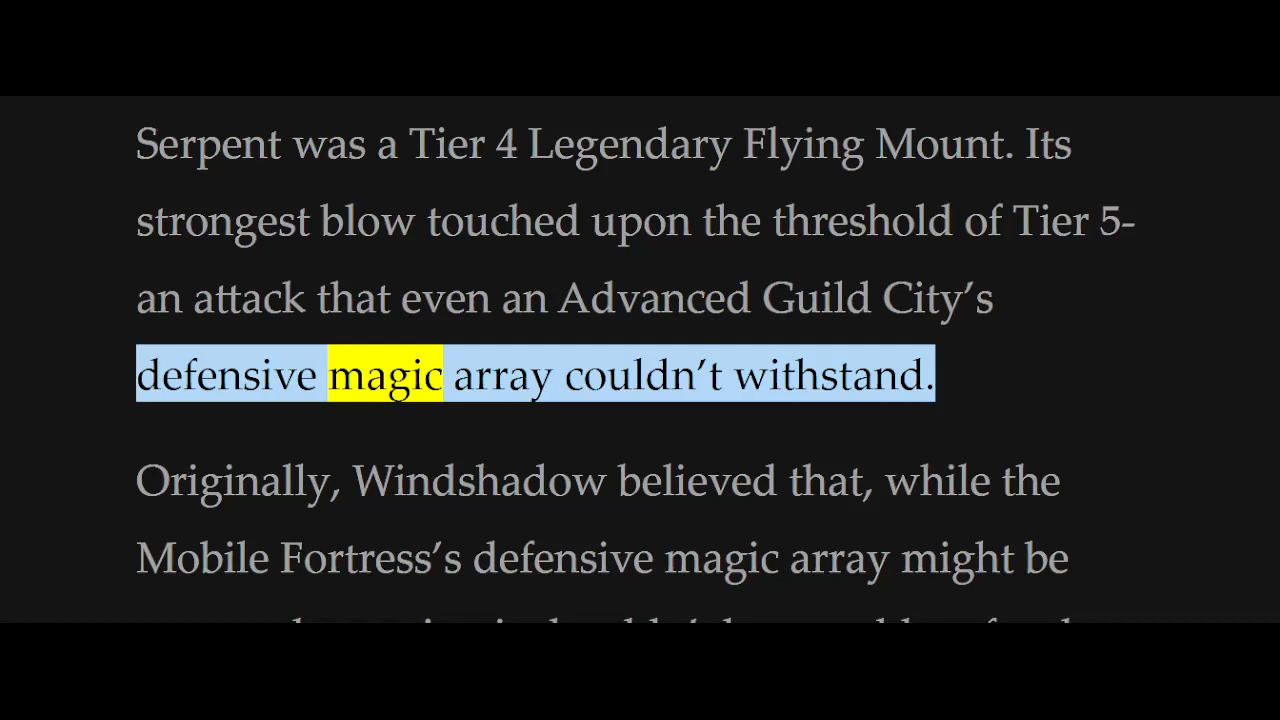 Serpent was a Tier 4 Legendary Flying Mount. Its
strongest blow touched upon the threshold of Tier 5-
an attack that even an Advanced Guild City’s
defensive magic array couldn’t withstand.
Originally, Windshadow believed that, while the
Mobile Fortress’s defensive magic array might be